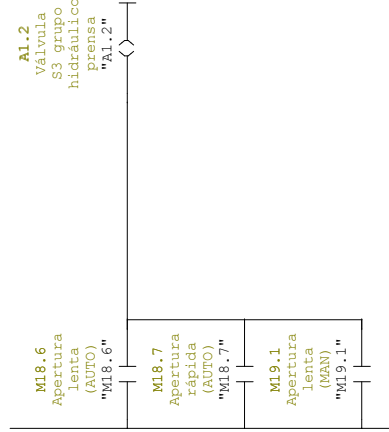 A1.2
Válvula
S3 grupo
hidráulico
prensa
"A1.2"
M18.6
Apertura
lenta
(AUTO)
"M18.6"
M18.7
Apertura
rápida
(AUTO)
"M18.7"
M19.1
Apertura
lenta
(MAN)
"M19.1"